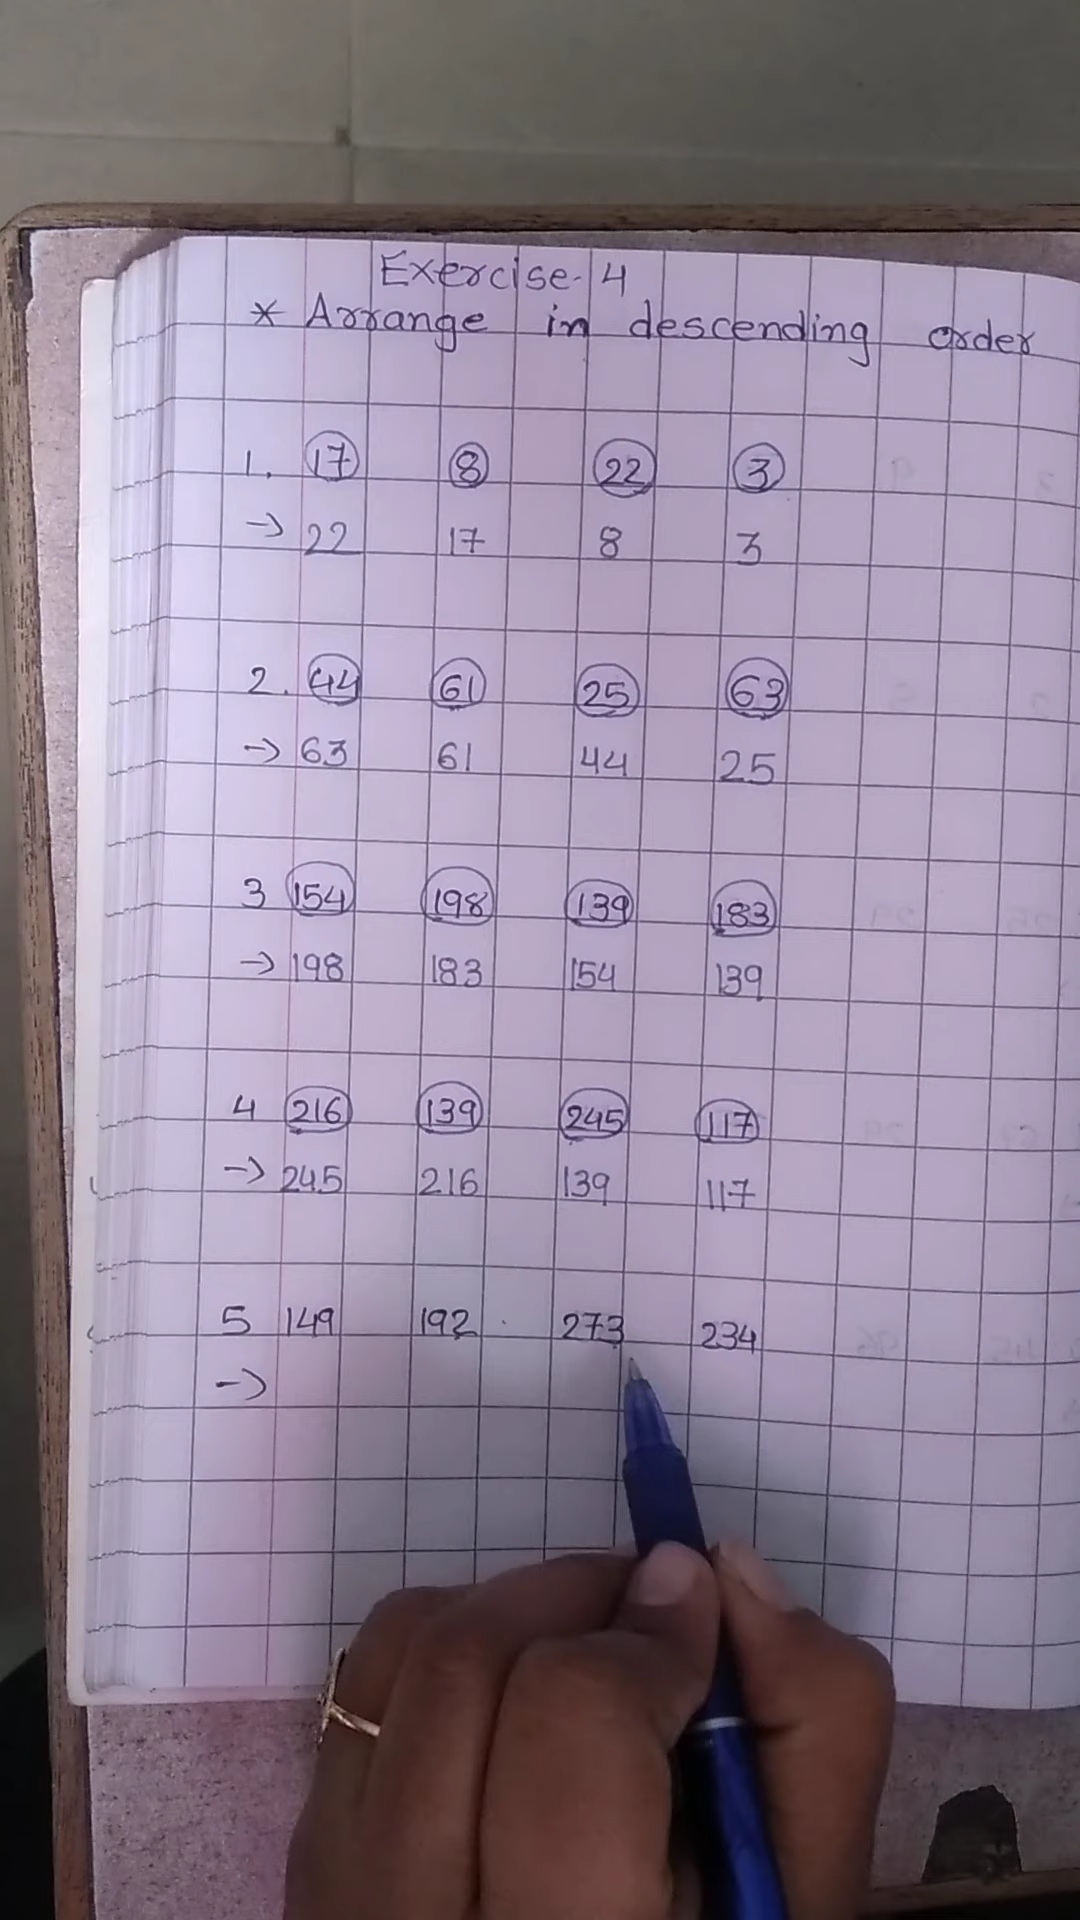 Exercise-4
* Arrange in descending order
1. 17 8 22 3
→ 22 17 8 3
2. 44 61 25 63
→ 63 61 44 25
3 154 198 139 183
→ 198 183 154 139
4 216 139 245 117
→ 245 216 139 117
5 149 192 273 234
→